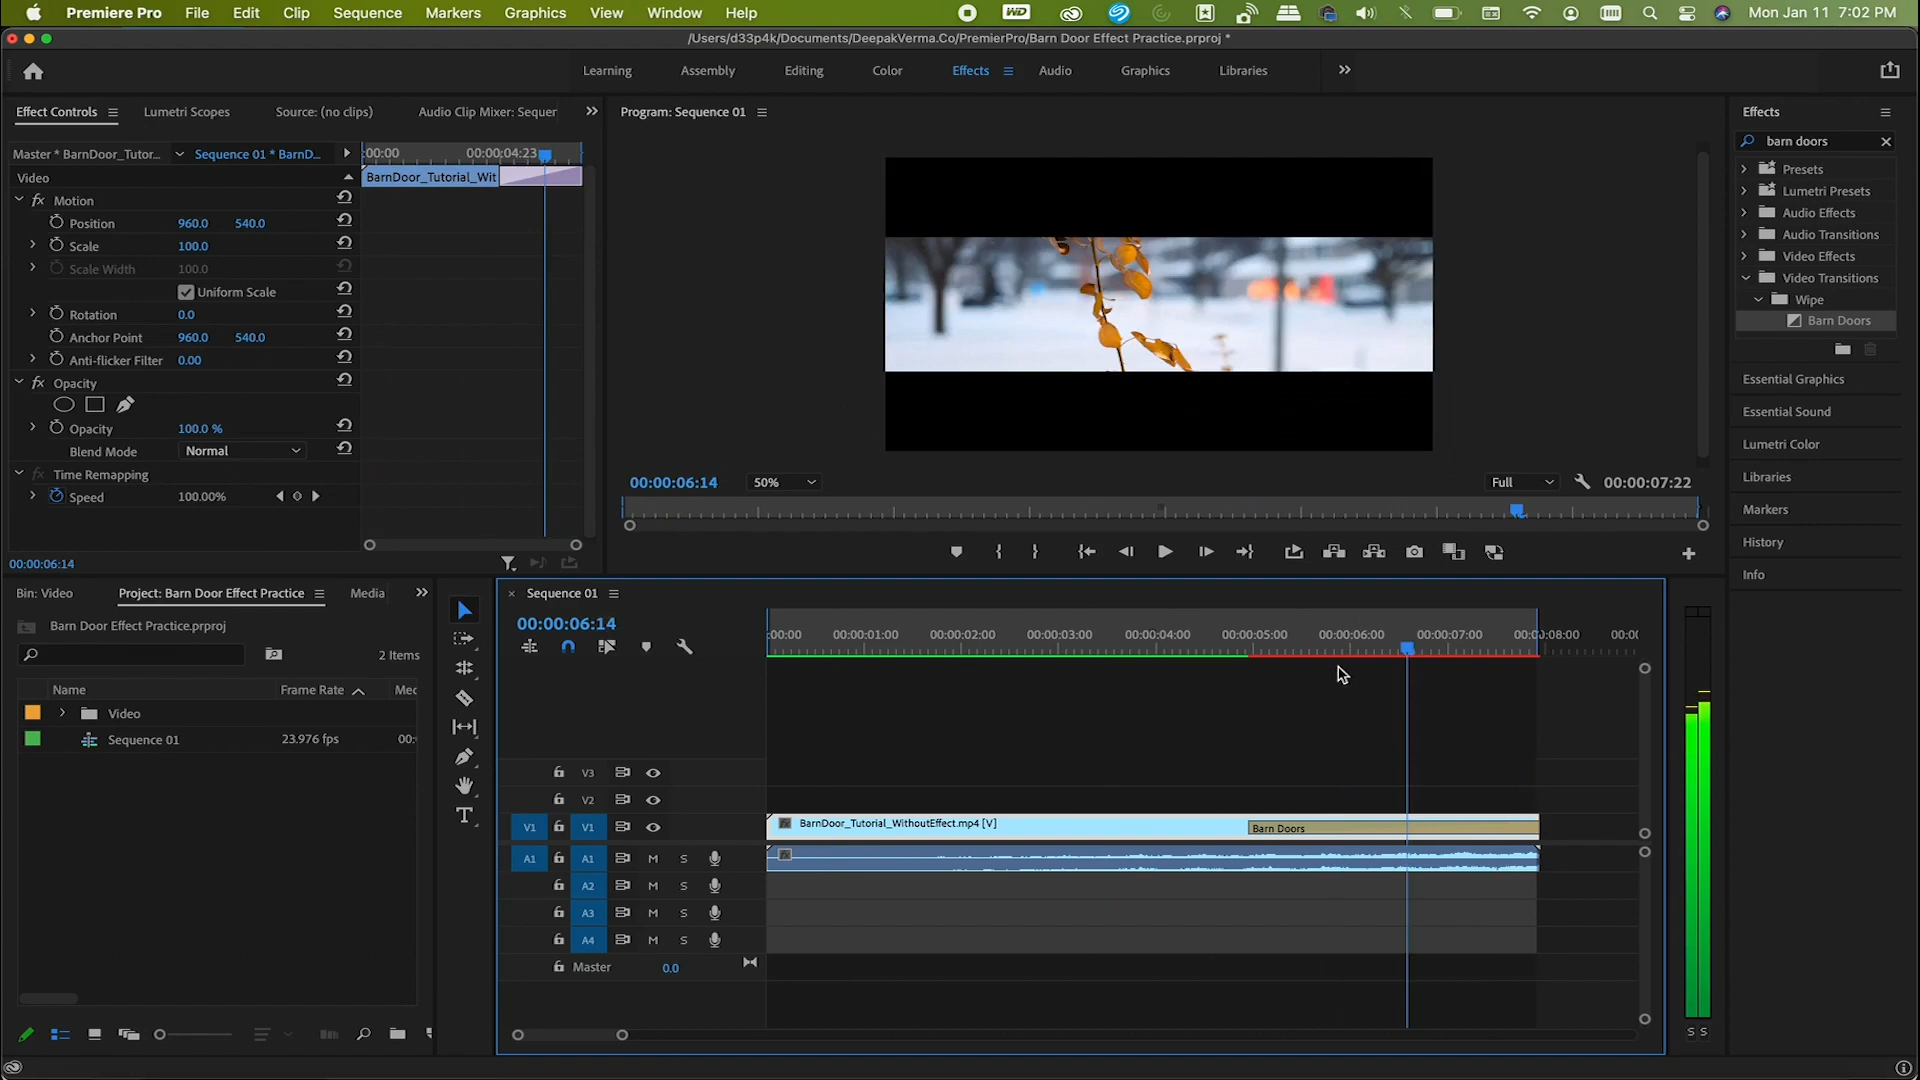 Premiere Pro File Edit Clip Sequence Markers Graphics View Window Help WD Mon Jan 11 7:02 PM
/Users/d33p4k/Documents/DeepakVerma.Co/PremierPro/Barn Door Effect Practice.prproj *
Learning Assembly Editing Color Effects Audio Graphics Libraries
Effect Controls Lumetri Scopes Source: (no clips) Audio Clip Mixer: Sequer
Program: Sequence 01
Effects
barn doors
Master * BarnDoor_Tutor... Sequence 01 * BarnD...
:00:00 00:00:04:23
Video
BarnDoor_Tutorial_Wit
Motion
Position 960.0 540.0
Scale 100.0
Scale Width 100.0
Uniform Scale
Rotation 0.0
Anchor Point 960.0 540.0
Anti-flicker Filter 0.00
Opacity
Opacity 100.0 %
Blend Mode Normal
Time Remapping
Speed 100.00%
00:00:06:14
Presets
Lumetri Presets
Audio Effects
Audio Transitions
Video Effects
Video Transitions
Wipe
Barn Doors
Essential Graphics
Essential Sound
Lumetri Color
Libraries
Markers
History
Info
00:00:06:14 50% Full 00:00:07:22
Bin: Video Project: Barn Door Effect Practice Media
Barn Door Effect Practice.prproj
2 Items
Name Frame Rate Mec
Video
Sequence 01 23.976 fps 00:
Sequence 01
00:00:06:14
:00:00 00:00:01:00 00:00:02:00 00:00:03:00 00:00:04:00 00:00:05:00 00:00:06:00 00:00:07:00 00:00:08:00 00:00
V3
V2
V1 V1 BarnDoor_Tutorial_WithoutEffect.mp4 [V] Barn Doors
A1 A1 M S
A2 M S
A3 M S
A4 M S
Master 0.0
S S